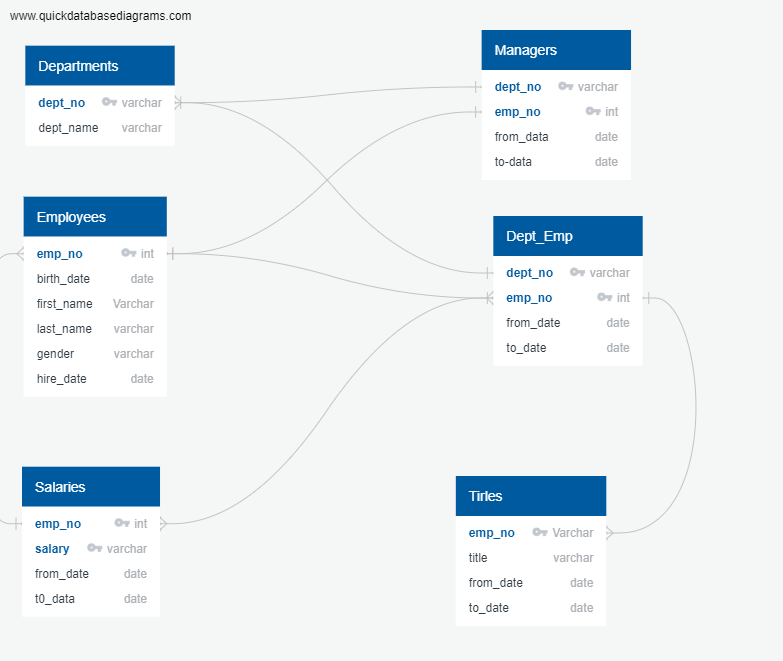 www.quickdatabasediagrams.com
Departments
dept_no varchar
dept_name varchar
Managers
dept_no varchar
emp_no int
from_data date
to-data date
Employees
emp_no int
birth_date date
first_name Varchar
last_name varchar
gender varchar
hire_date date
Dept_Emp
dept_no varchar
emp_no int
from_date date
to_date date
Salaries
emp_no int
salary varchar
from_date date
t0_data date
Tirles
emp_no Varchar
title varchar
from_date date
to_date date